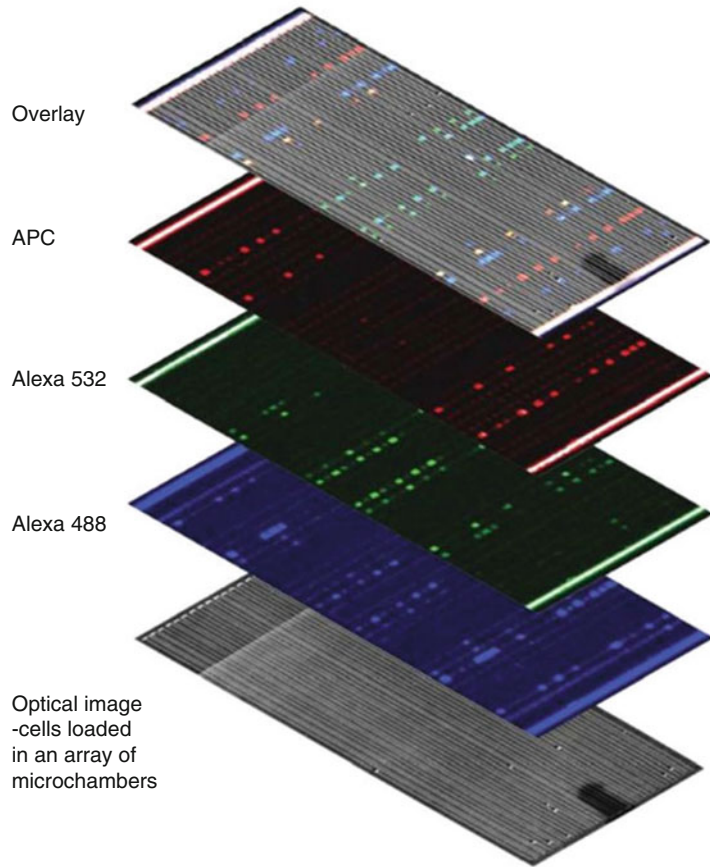 Overlay
APC
Alexa 532
Alexa 488
Optical image
-cells loaded
in an array of
microchambers